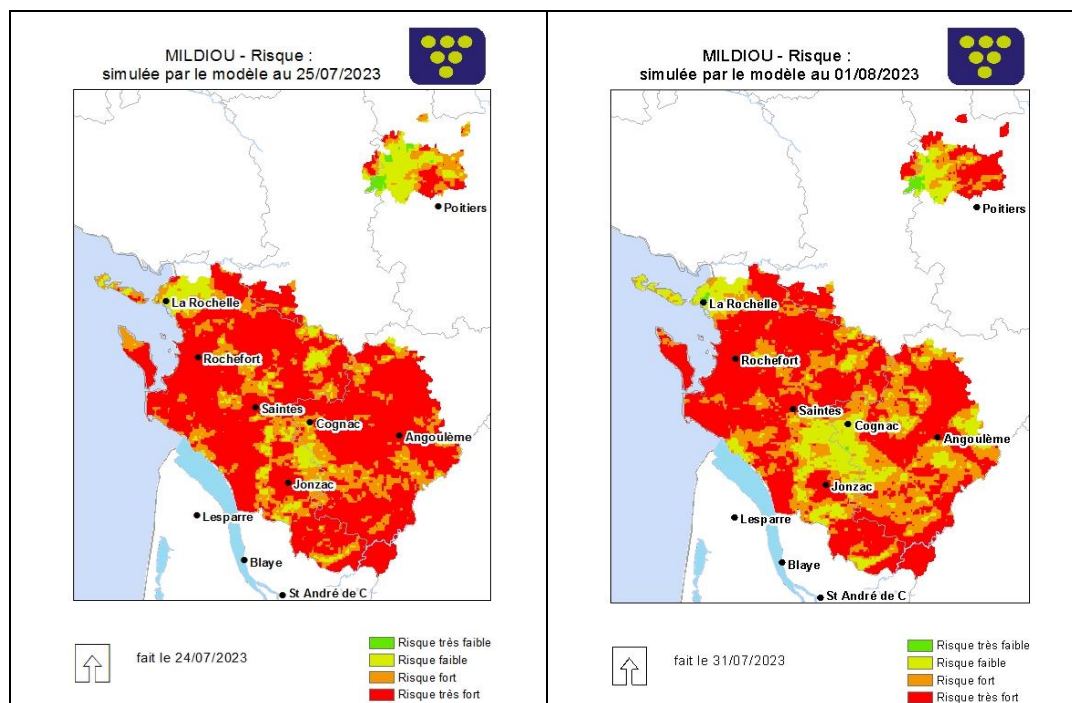 MILDIOU - Risque :
simulée par le modèle au 25/07/2023
Poitiers
La Rochelle
Rochefort
Saintes
Cognac
Angoulême
Jonzac
Lesparre
Blaye
St André de C
fait le 24/07/2023
Risque très faible
Risque faible
Risque fort
Risque très fort
MILDIOU - Risque :
simulée par le modèle au 01/08/2023
Poitiers
La Rochelle
Rochefort
Saintes
Cognac
Angoulême
Jonzac
Lesparre
Blaye
St André de C
fait le 31/07/2023
Risque très faible
Risque faible
Risque fort
Risque très fort